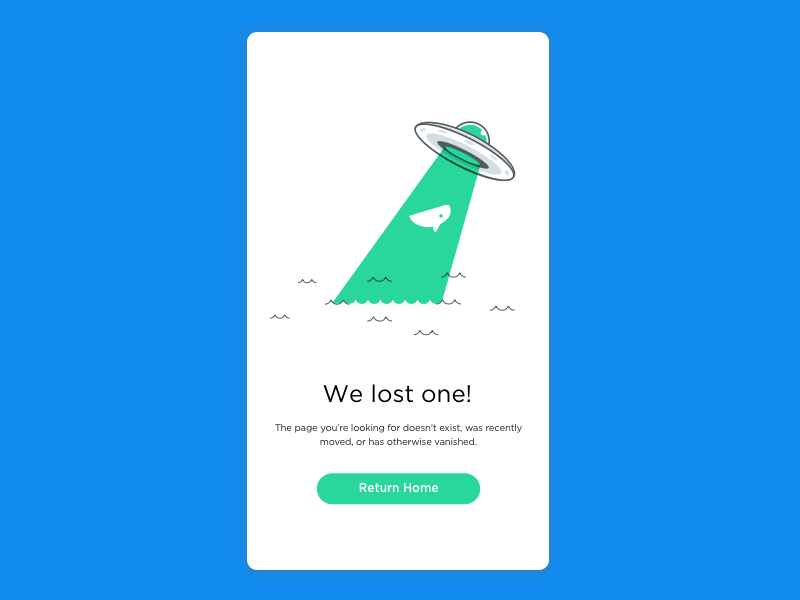 We lost one!
The page you're looking for doesn't exist, was recently
moved, or has otherwise vanished.
Return Home